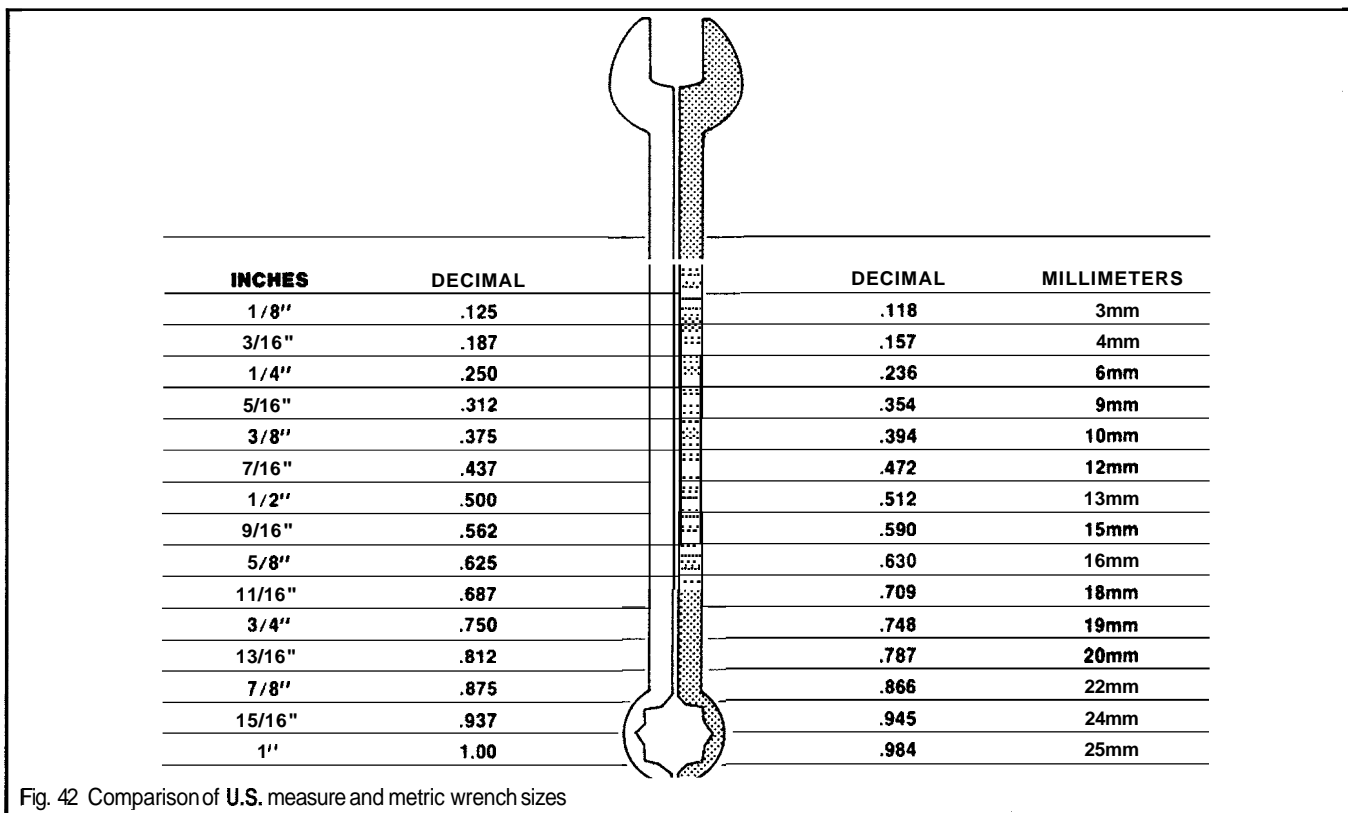 INCHES DECIMAL DECIMAL MILLIMETERS
1/8" .125 .118 3mm
3/16" .187 .157 4mm
1/4" .250 .236 6mm
5/16" .312 .354 9mm
3/8" .375 .394 10mm
7/16" .437 .472 12mm
1/2" .500 .512 13mm
9/16" .562 .590 15mm
5/8" .625 .630 16mm
11/16" .687 .709 18mm
3/4" .750 .748 19mm
13/16" .812 .787 20mm
7/8" .875 .866 22mm
15/16" .937 .945 24mm
1" 1.00 .984 25mm
Fig. 42 Comparison of U.S. measure and metric wrench sizes